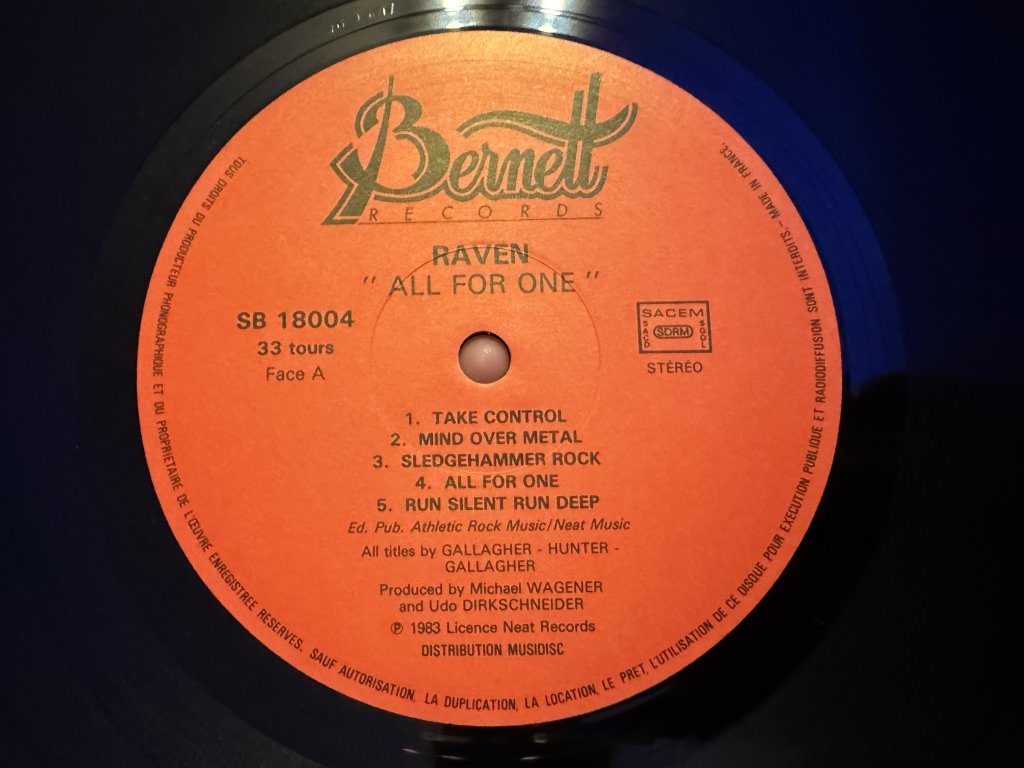 Bernett
RECORDS
RAVEN
" ALL FOR ONE "
SB 18004
33 tours
Face A
SACEM
SACD
SDRM
SGDL
STÉRÉO
1. TAKE CONTROL
2. MIND OVER METAL
3. SLEDGEHAMMER ROCK
4. ALL FOR ONE
5. RUN SILENT RUN DEEP
Ed. Pub. Athletic Rock Music/Neat Music
All titles by GALLAGHER - HUNTER -
GALLAGHER
Produced by Michael WAGENER
and Udo DIRKSCHNEIDER
℗ 1983 Licence Neat Records
DISTRIBUTION MUSIDISC
TOUS DROITS DU PRODUCTEUR PHONOGRAPHIQUE ET DU PROPRIETAIRE DE L'ŒUVRE ENREGISTREE RESERVES. SAUF AUTORISATION, LA DUPLICATION, LA LOCATION, LE PRET, L'UTILISATION DE CE DISQUE POUR EXECUTION PUBLIQUE ET RADIODIFFUSION SONT INTERDITS. - MADE IN FRANCE.